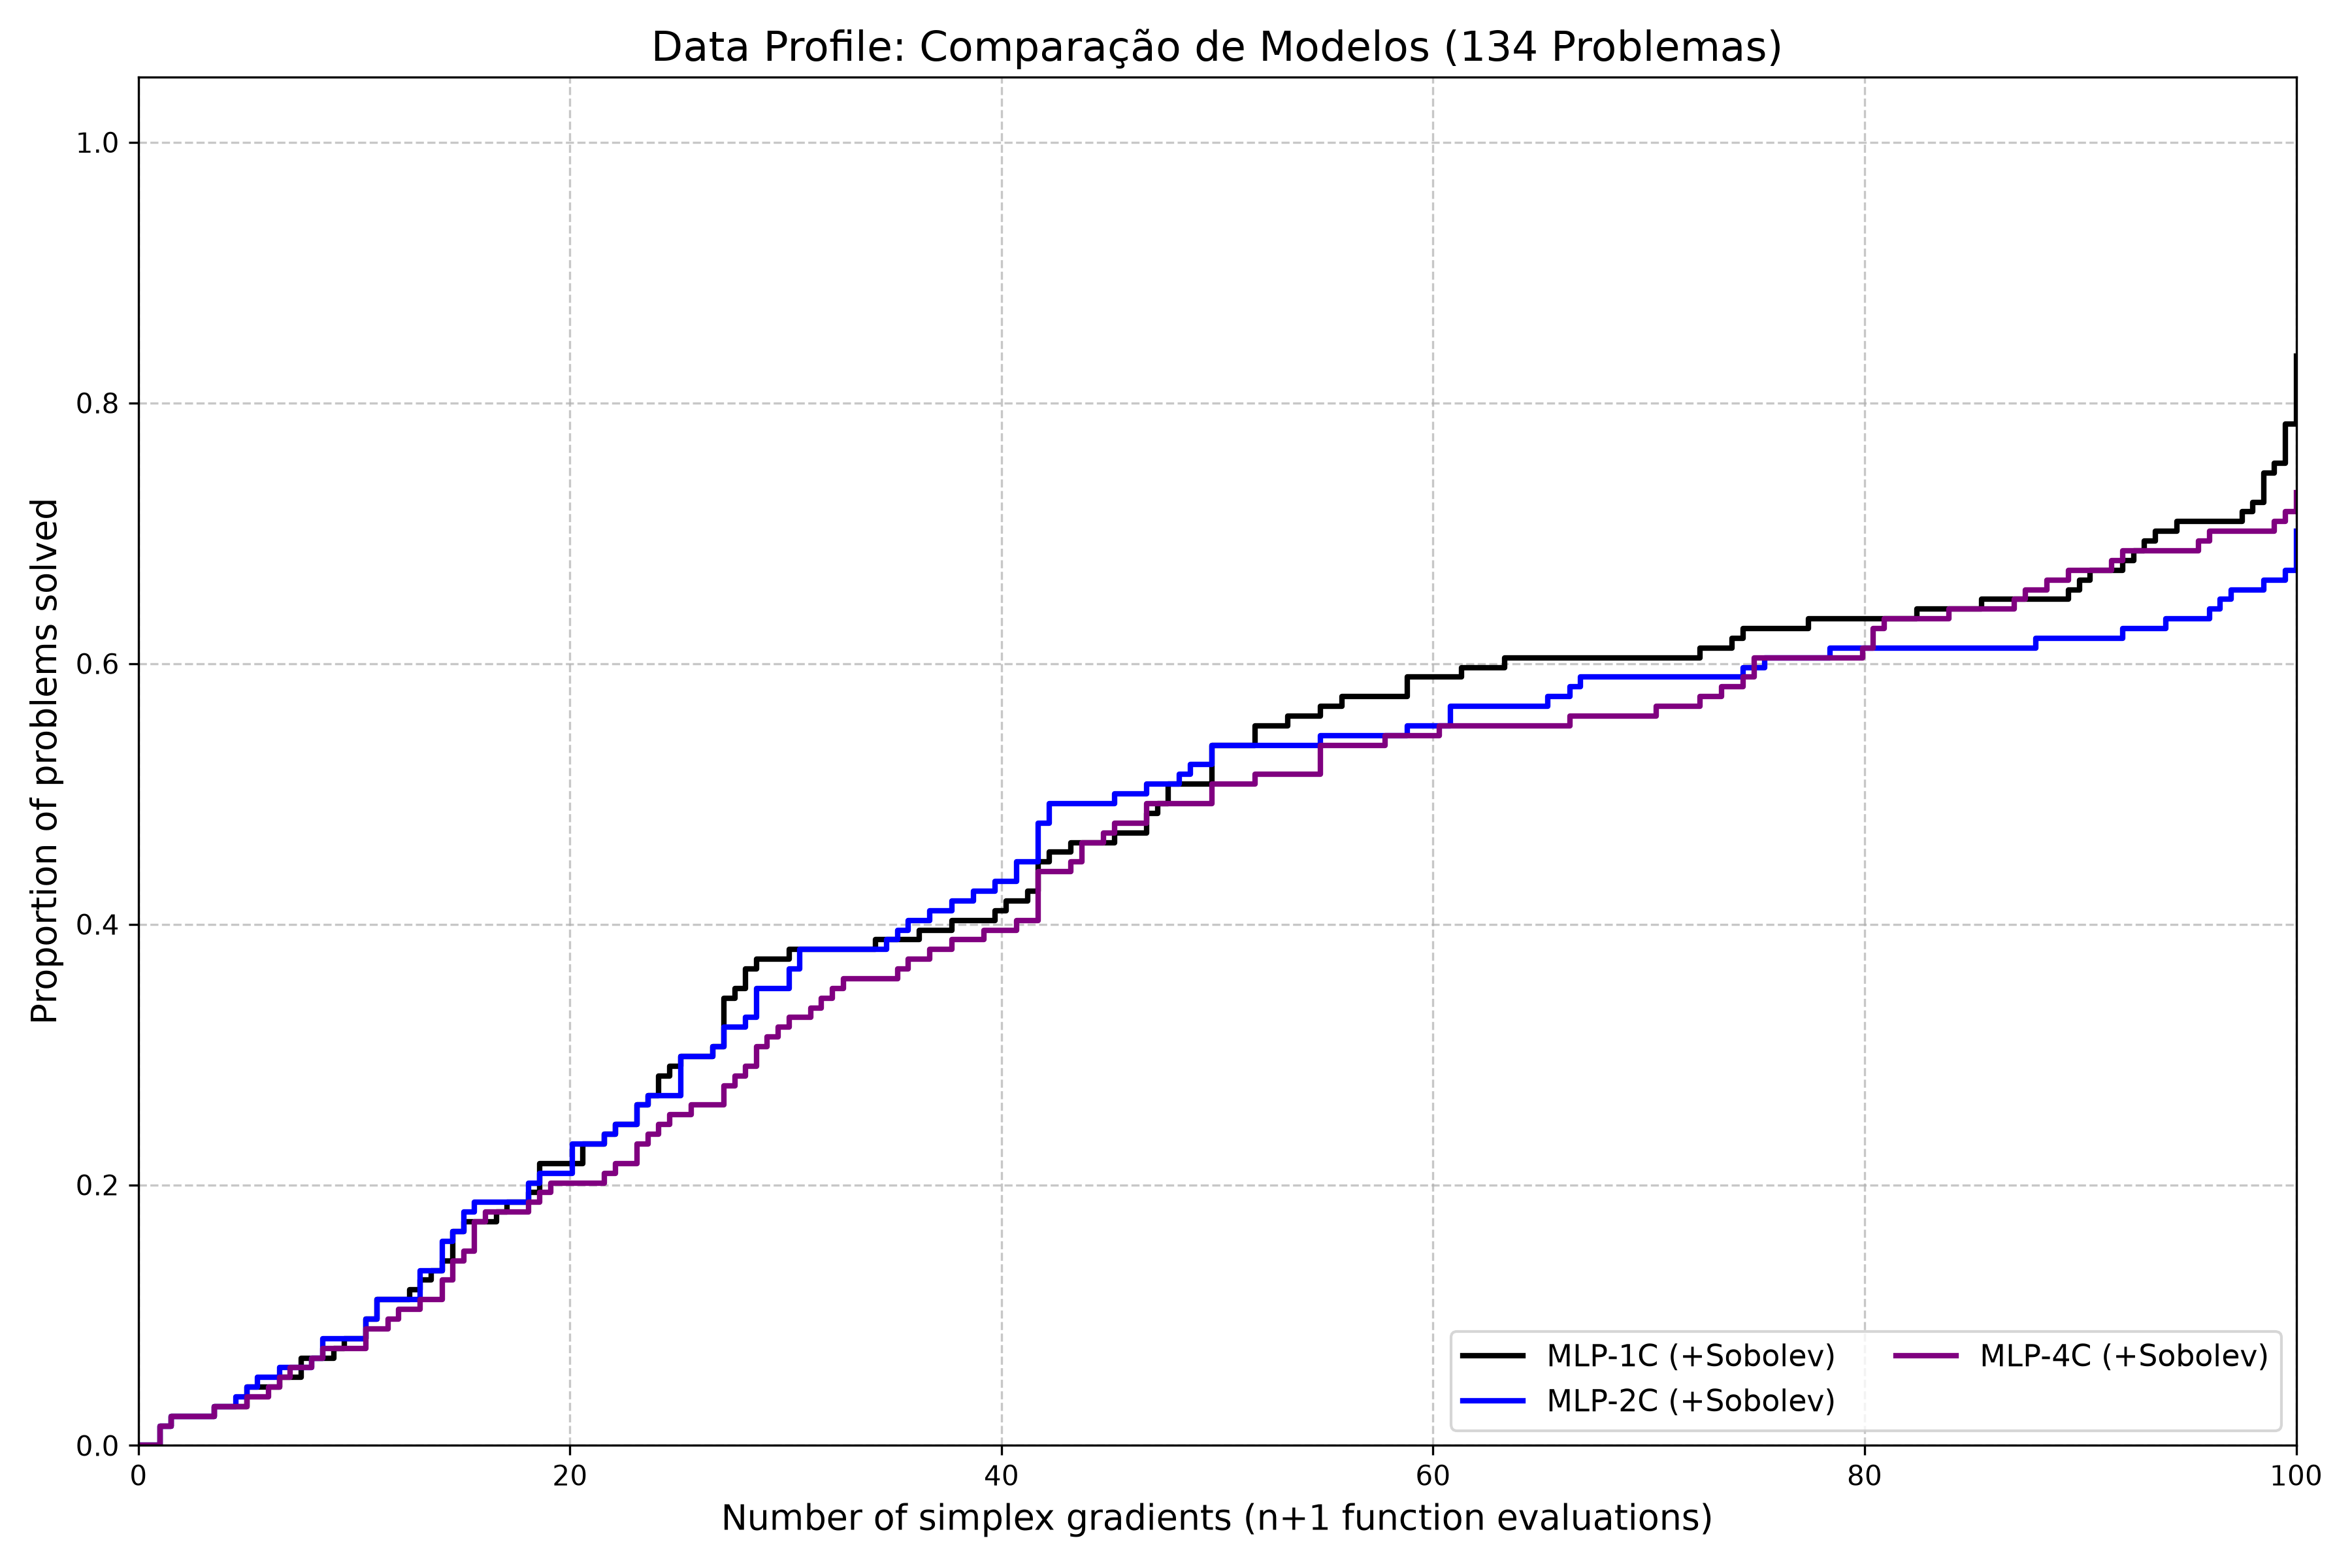 Data Profile: Comparação de Modelos (134 Problemas)
Proportion of problems solved
1.0
0.8
0.6
0.4
0.2
0.0
0 20 40 60 80 100
Number of simplex gradients (n+1 function evaluations)
MLP-1C (+Sobolev)
MLP-2C (+Sobolev)
MLP-4C (+Sobolev)